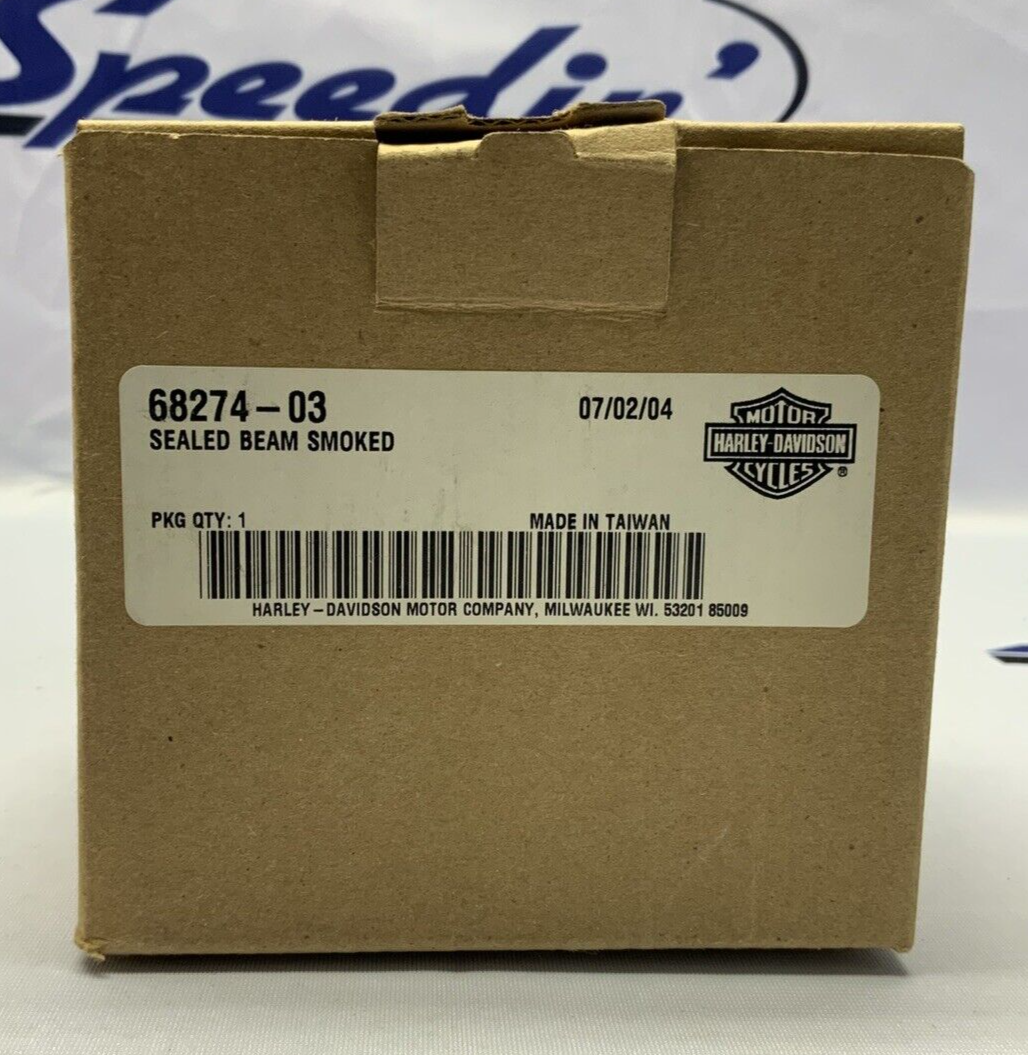 Speedin'
68274-03
07/02/04
SEALED BEAM SMOKED
MOTOR
HARLEY-DAVIDSON
CYCLES®
PKG QTY: 1
MADE IN TAIWAN
HARLEY-DAVIDSON MOTOR COMPANY, MILWAUKEE WI. 53201 85009